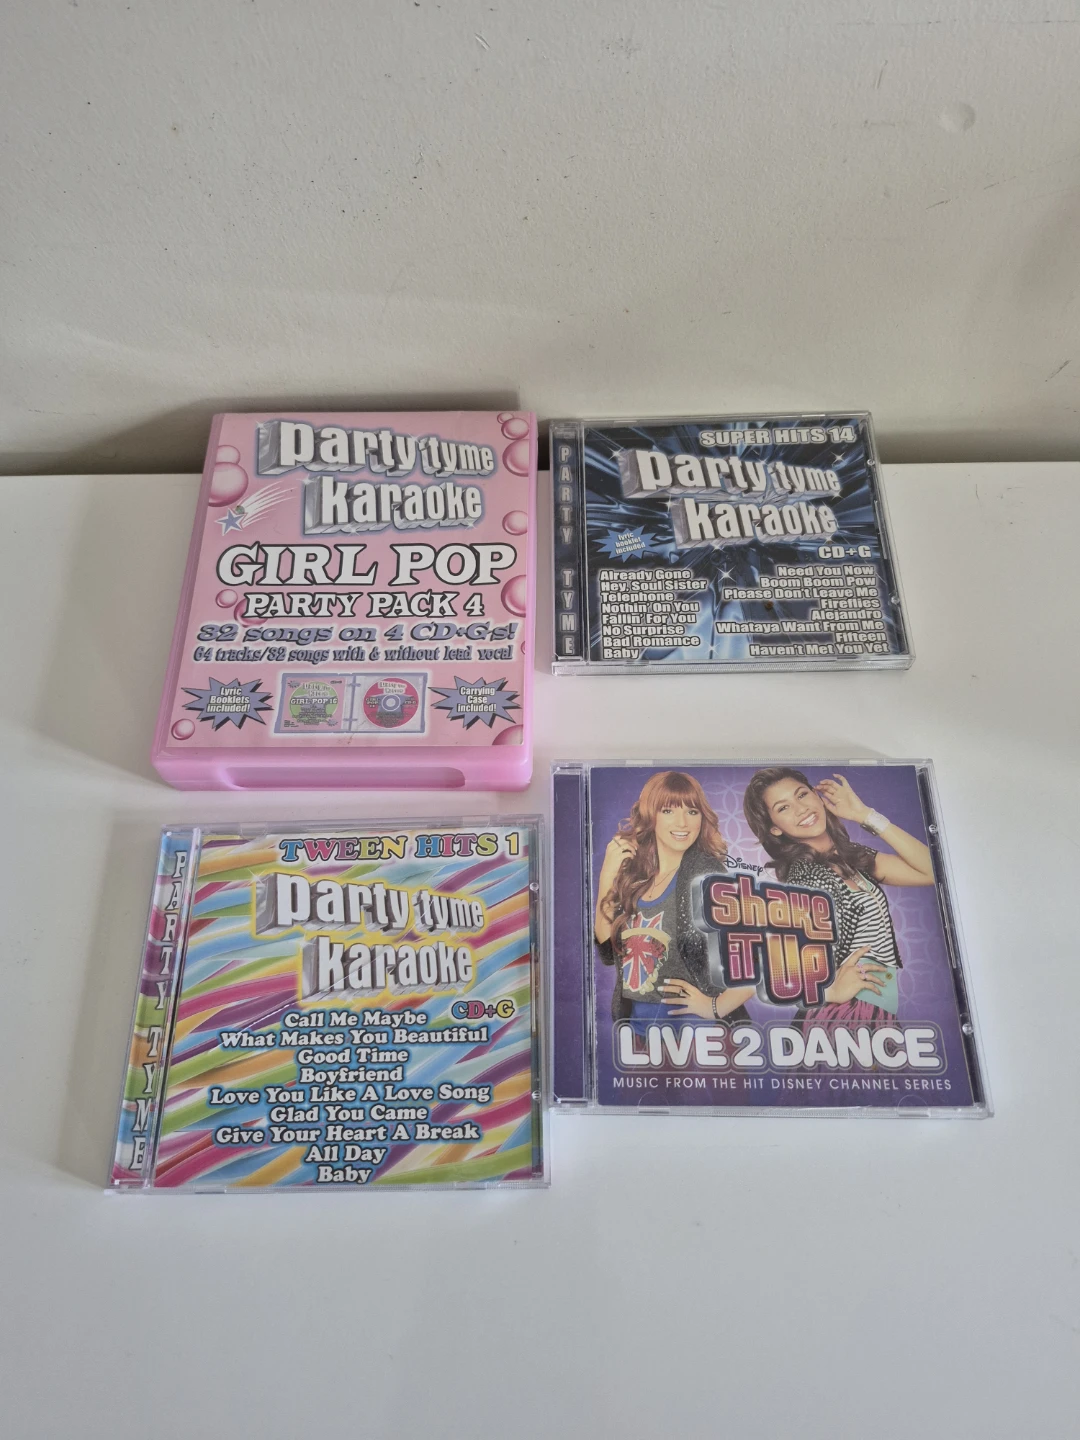 party tyme
karaoke
GIRL POP
PARTY PACK 4
32 songs on 4 CD+G's!
64 tracks/32 songs with & without lead vocal
Lyric
Booklets
Included!
GIRL POP
Carrying
Case
included!
PARTY TYME
SUPER HITS 14
party tyme
karaoke
lyric
booklet
included
CD+G
Already Gone
Hey, Soul Sister
Telephone
Nothin' On You
Fallin' For You
No Surprise
Bad Romance
Baby
Need You Now
Boom Boom Pow
Please Don't Leave Me
Fireflies
Alejandro
Whataya Want From Me
Fifteen
Haven't Met You Yet
PARTY TYME
TWEEN HITS 1
party tyme
karaoke
CD+G
Call Me Maybe
What Makes You Beautiful
Good Time
Boyfriend
Love You Like A Love Song
Glad You Came
Give Your Heart A Break
All Day
Baby
Disney
Shake
it Up
LIVE 2 DANCE
MUSIC FROM THE HIT DISNEY CHANNEL SERIES